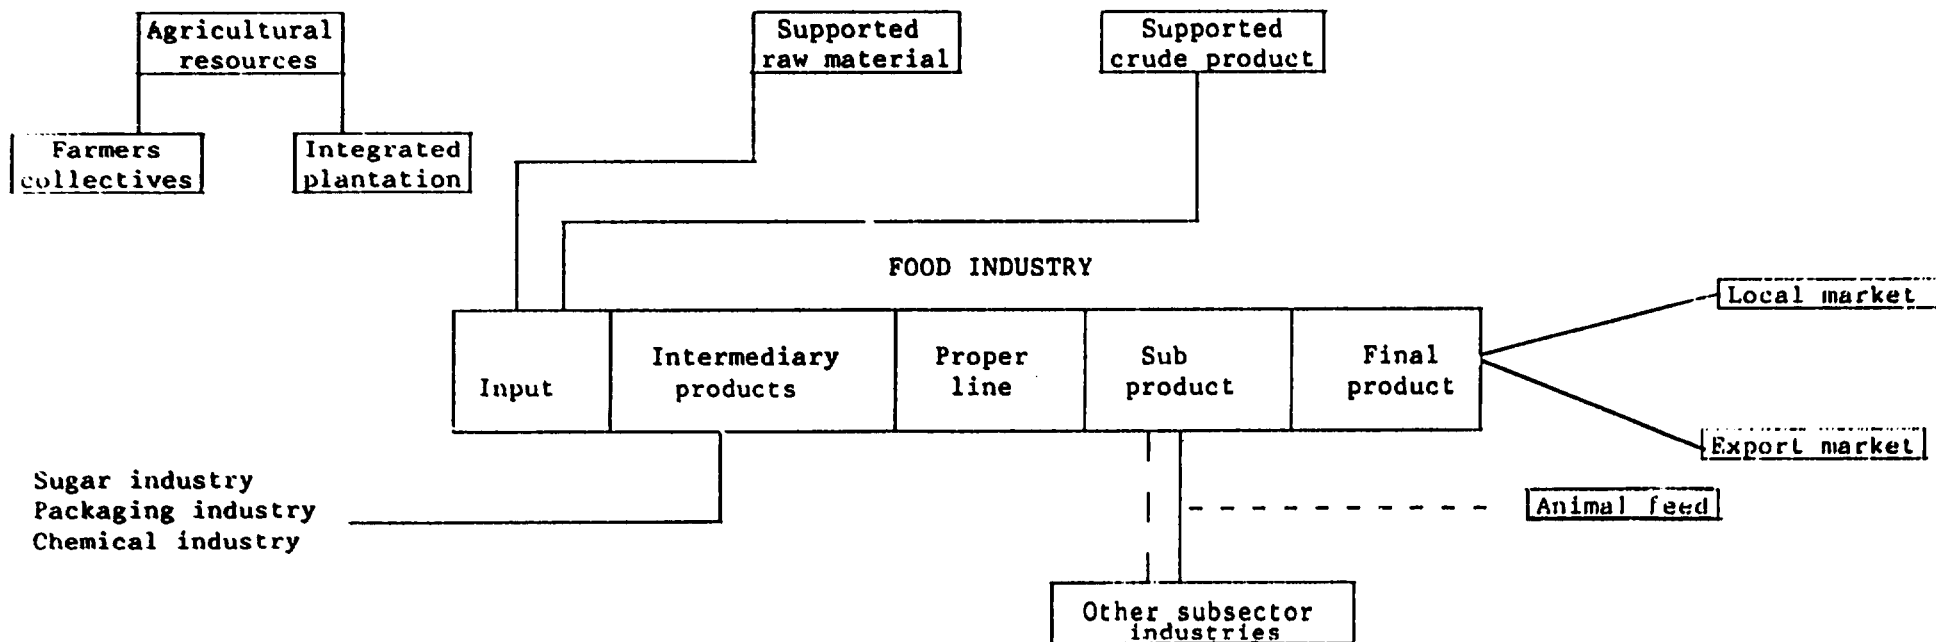 Agricultural
resources
Supported
raw material
Supported
crude product
Farmers
collectives
Integrated
plantation
FOOD INDUSTRY
Local market
Input
Intermediary
products
Proper
line
Sub
product
Final
product
Export market
Sugar industry
Packaging industry
Chemical industry
Animal feed
Other subsector
industries